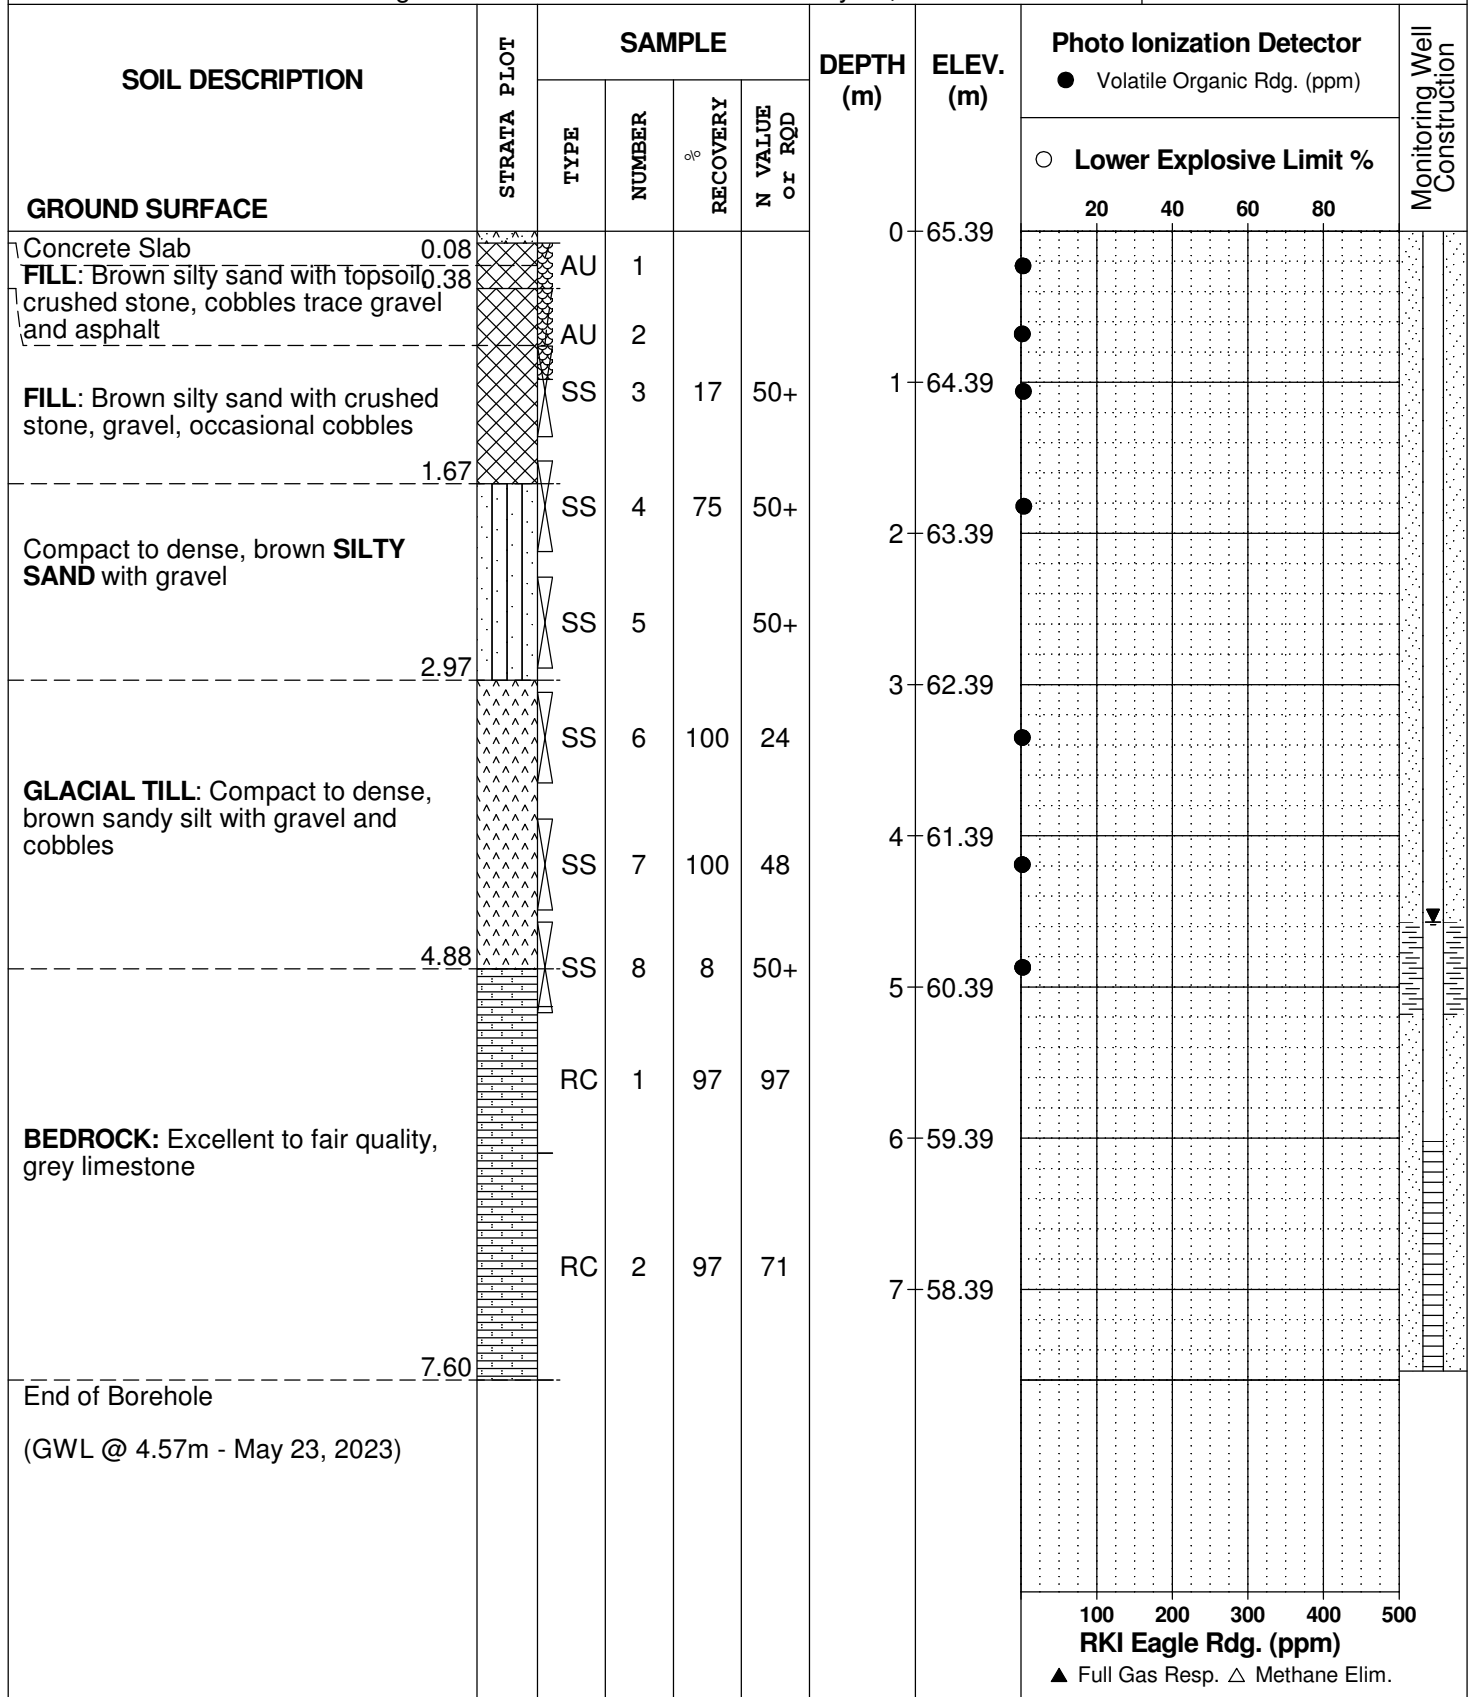 SOIL DESCRIPTION
GROUND SURFACE
STRATA PLOT
SAMPLE
TYPE
NUMBER
% RECOVERY
N VALUE or RQD
DEPTH (m)
ELEV. (m)
Photo Ionization Detector
● Volatile Organic Rdg. (ppm)
○ Lower Explosive Limit %
20 40 60 80
Monitoring Well Construction
0 65.39
Concrete Slab 0.08
AU 1
FILL: Brown silty sand with topsoil, 0.38
crushed stone, cobbles trace gravel
and asphalt
AU 2
1 64.39
SS 3 17 50+
FILL: Brown silty sand with crushed
stone, gravel, occasional cobbles
1.67
SS 4 75 50+
2 63.39
Compact to dense, brown SILTY
SAND with gravel
SS 5 50+
2.97
3 62.39
SS 6 100 24
GLACIAL TILL: Compact to dense,
brown sandy silt with gravel and
cobbles
4 61.39
SS 7 100 48
4.88
SS 8 8 50+
5 60.39
RC 1 97 97
BEDROCK: Excellent to fair quality,
grey limestone
6 59.39
RC 2 97 71
7 58.39
7.60
End of Borehole
(GWL @ 4.57m - May 23, 2023)
100 200 300 400 500
RKI Eagle Rdg. (ppm)
▲ Full Gas Resp. △ Methane Elim.